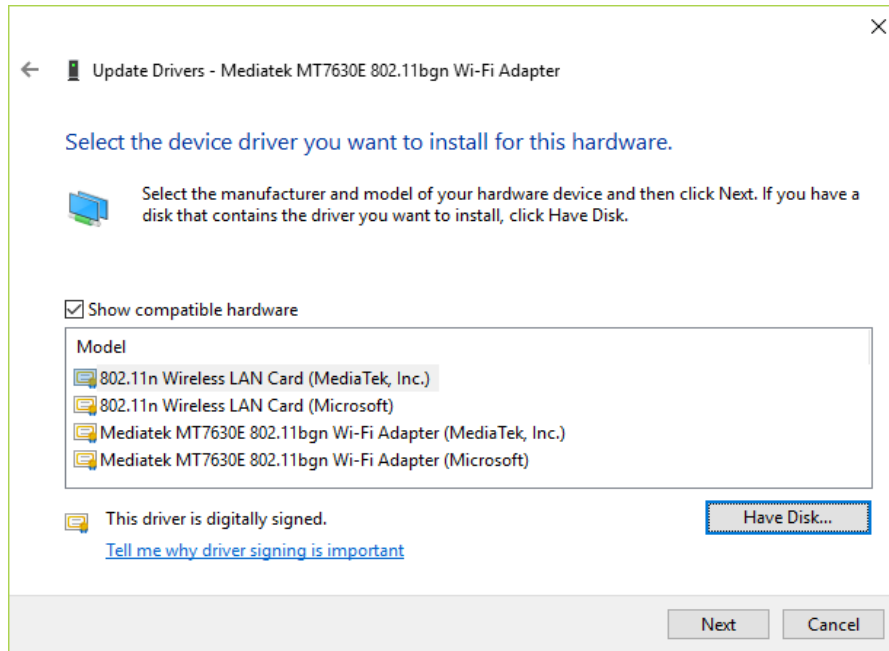 Update Drivers - Mediatek MT7630E 802.11bgn Wi-Fi Adapter
Select the device driver you want to install for this hardware.
Select the manufacturer and model of your hardware device and then click Next. If you have a
disk that contains the driver you want to install, click Have Disk.
Show compatible hardware
Model
802.11n Wireless LAN Card (MediaTek, Inc.)
802.11n Wireless LAN Card (Microsoft)
Mediatek MT7630E 802.11bgn Wi-Fi Adapter (MediaTek, Inc.)
Mediatek MT7630E 802.11bgn Wi-Fi Adapter (Microsoft)
This driver is digitally signed.
Have Disk...
Tell me why driver signing is important
Next
Cancel